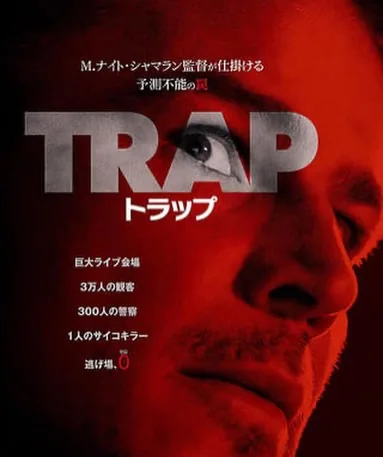 M.ナイト・シャマラン監督が仕掛ける
予測不能の罠
TRAP
トラップ
巨大ライブ会場
3万人の観客
300人の警察
1人のサイコキラー
逃げ場、0